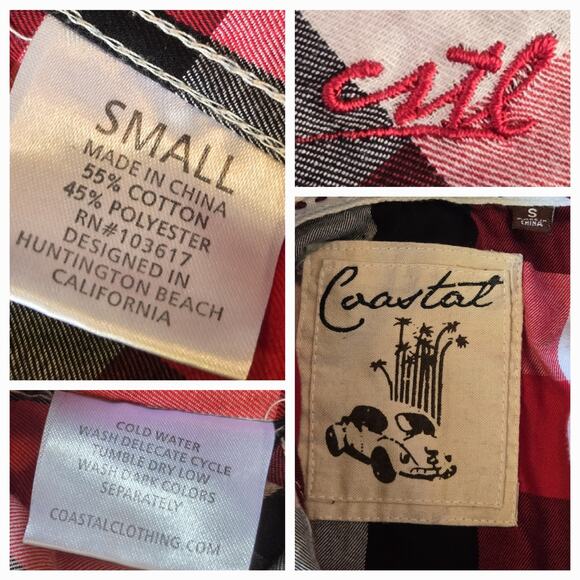 SMALL
MADE IN CHINA
55% COTTON
45% POLYESTER
RN#103617
DESIGNED IN
HUNTINGTON BEACH
CALIFORNIA
cstl
Coastal
S
CHINA
COLD WATER
WASH DELICATE CYCLE
TUMBLE DRY LOW
WASH DARK COLORS
SEPARATELY
COASTALCLOTHING.COM